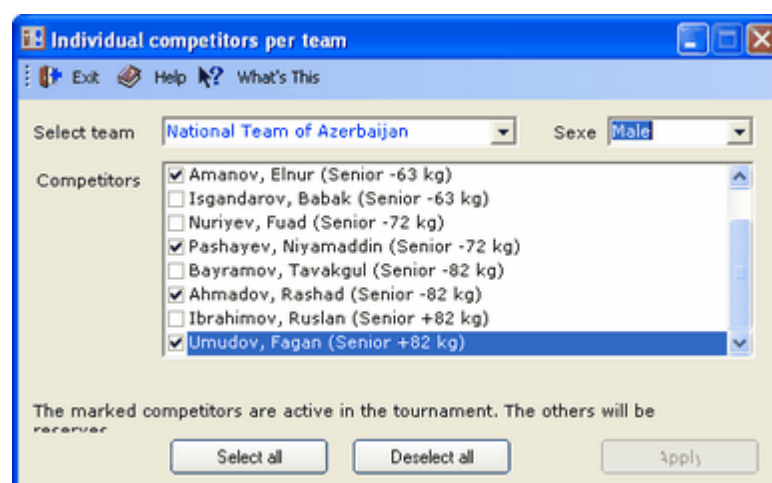 Individual competitors per team
Exit Help What's This
Select team National Team of Azerbaijan Sexe Male
Competitors
Amanov, Elnur (Senior -63 kg)
Isgandarov, Babak (Senior -63 kg)
Nuriyev, Fuad (Senior -72 kg)
Pashayev, Niyamaddin (Senior -72 kg)
Bayramov, Tavakgul (Senior -82 kg)
Ahmadov, Rashad (Senior -82 kg)
Ibrahimov, Ruslan (Senior +82 kg)
Umudov, Fagan (Senior +82 kg)
The marked competitors are active in the tournament. The others will be
Select all Deselect all Apply